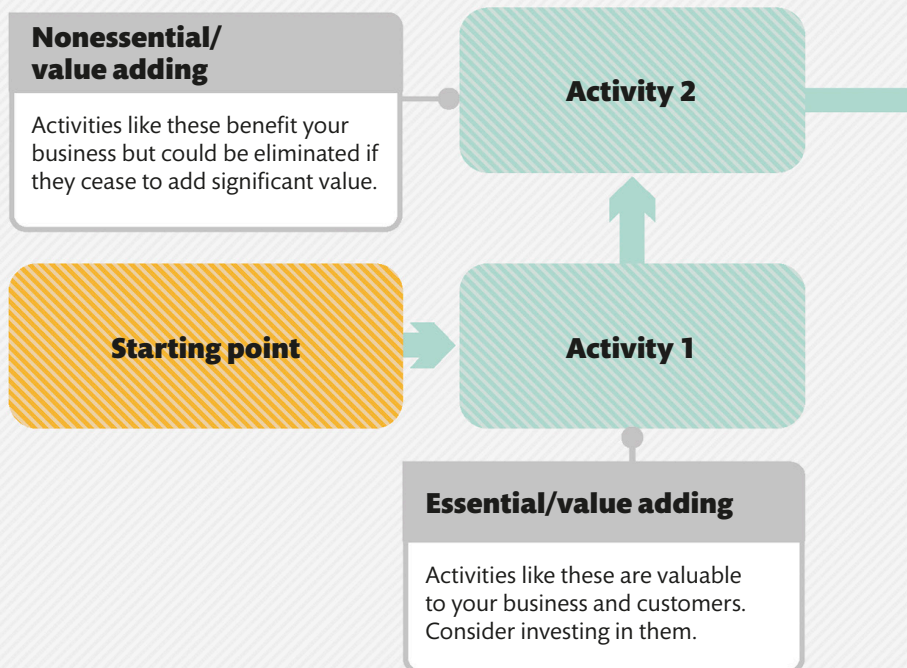 Nonessential/
value adding
Activities like these benefit your
business but could be eliminated if
they cease to add significant value.
Activity 2
Starting point
Activity 1
Essential/value adding
Activities like these are valuable
to your business and customers.
Consider investing in them.